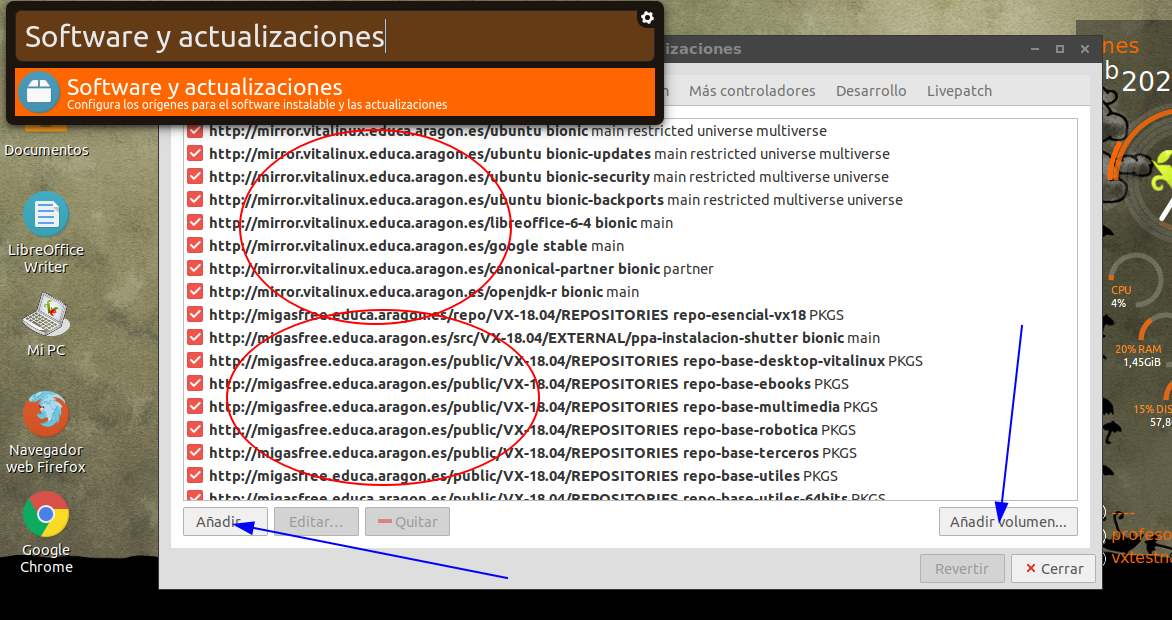 Software y actualizaciones
Software y actualizaciones
Configura los orígenes para el software instalable y las actualizaciones
izaciones
Más controladores
Desarrollo
Livepatch
http://mirror.vitalinux.educa.aragon.es/ubuntu bionic main restricted universe multiverse
http://mirror.vitalinux.educa.aragon.es/ubuntu bionic-updates main restricted universe multiverse
http://mirror.vitalinux.educa.aragon.es/ubuntu bionic-security main restricted multiverse universe
http://mirror.vitalinux.educa.aragon.es/ubuntu bionic-backports main restricted multiverse universe
http://mirror.vitalinux.educa.aragon.es/libreoffice-6-4 bionic main
http://mirror.vitalinux.educa.aragon.es/google stable main
http://mirror.vitalinux.educa.aragon.es/canonical-partner bionic partner
http://mirror.vitalinux.educa.aragon.es/openjdk-r bionic main
http://migasfree.educa.aragon.es/repo/VX-18.04/REPOSITORIES repo-esencial-vx18 PKGS
http://migasfree.educa.aragon.es/src/VX-18.04/EXTERNAL/ppa-instalacion-shutter bionic main
http://migasfree.educa.aragon.es/public/VX-18.04/REPOSITORIES repo-base-desktop-vitalinux PKGS
http://migasfree.educa.aragon.es/public/VX-18.04/REPOSITORIES repo-base-ebooks PKGS
http://migasfree.educa.aragon.es/public/VX-18.04/REPOSITORIES repo-base-multimedia PKGS
http://migasfree.educa.aragon.es/public/VX-18.04/REPOSITORIES repo-base-robotica PKGS
http://migasfree.educa.aragon.es/public/VX-18.04/REPOSITORIES repo-base-terceros PKGS
http://migasfree.educa.aragon.es/public/VX-18.04/REPOSITORIES repo-base-utiles PKGS
http://migasfree.educa.aragon.es/public/VX-18.04/REPOSITORIES repo-base-utiles-64bits PKGS
Añadir...
Editar...
Quitar
Añadir volumen...
Revertir
Cerrar
Documentos
LibreOffice
Writer
Mi PC
Navegador
web Firefox
Google
Chrome
nes
b 202
CPU
4%
20% RAM
1,45GiB
15% DIS
57,8
) ----
) profeso
) vxtestn